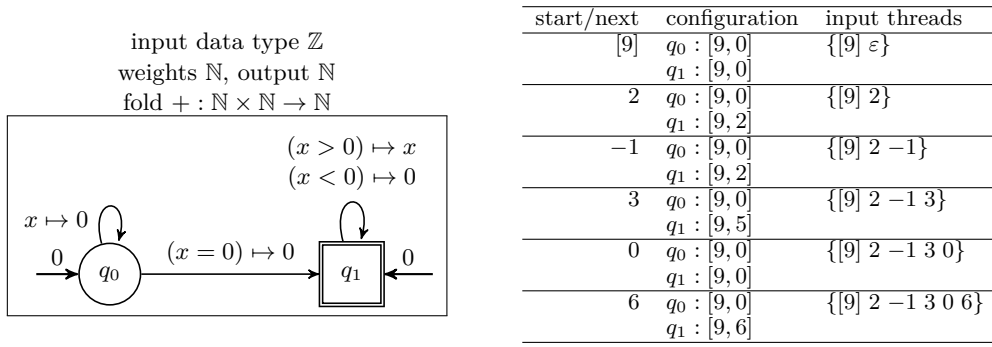 input data type ℤ
weights ℕ, output ℕ
fold + : ℕ × ℕ → ℕ
(x > 0) ↦ x
(x < 0) ↦ 0
x ↦ 0
(x = 0) ↦ 0
0
q₀
q₁
0
start/next configuration input threads
[9] q₀ : [9, 0] {[9] ε}
q₁ : [9, 0]
2 q₀ : [9, 0] {[9] 2}
q₁ : [9, 2]
−1 q₀ : [9, 0] {[9] 2 −1}
q₁ : [9, 2]
3 q₀ : [9, 0] {[9] 2 −1 3}
q₁ : [9, 5]
0 q₀ : [9, 0] {[9] 2 −1 3 0}
q₁ : [9, 0]
6 q₀ : [9, 0] {[9] 2 −1 3 0 6}
q₁ : [9, 6]